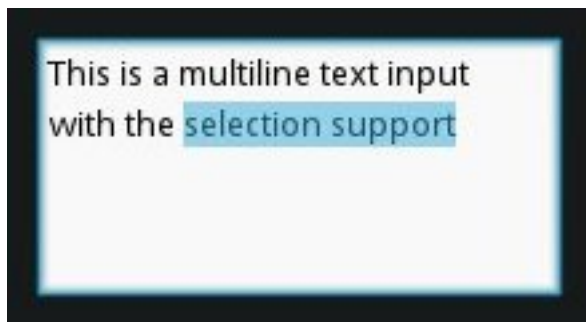 This is a multiline text input
with the selection support